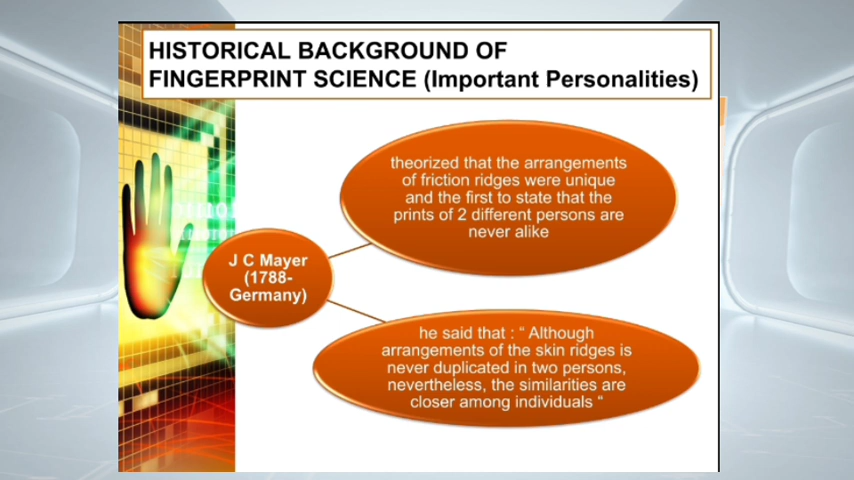 HISTORICAL BACKGROUND OF
FINGERPRINT SCIENCE (Important Personalities)
theorized that the arrangements
of friction ridges were unique
and the first to state that the
prints of 2 different persons are
never alike
J C Mayer
(1788-
Germany)
he said that : “ Although
arrangements of the skin ridges is
never duplicated in two persons,
nevertheless, the similarities are
closer among individuals “